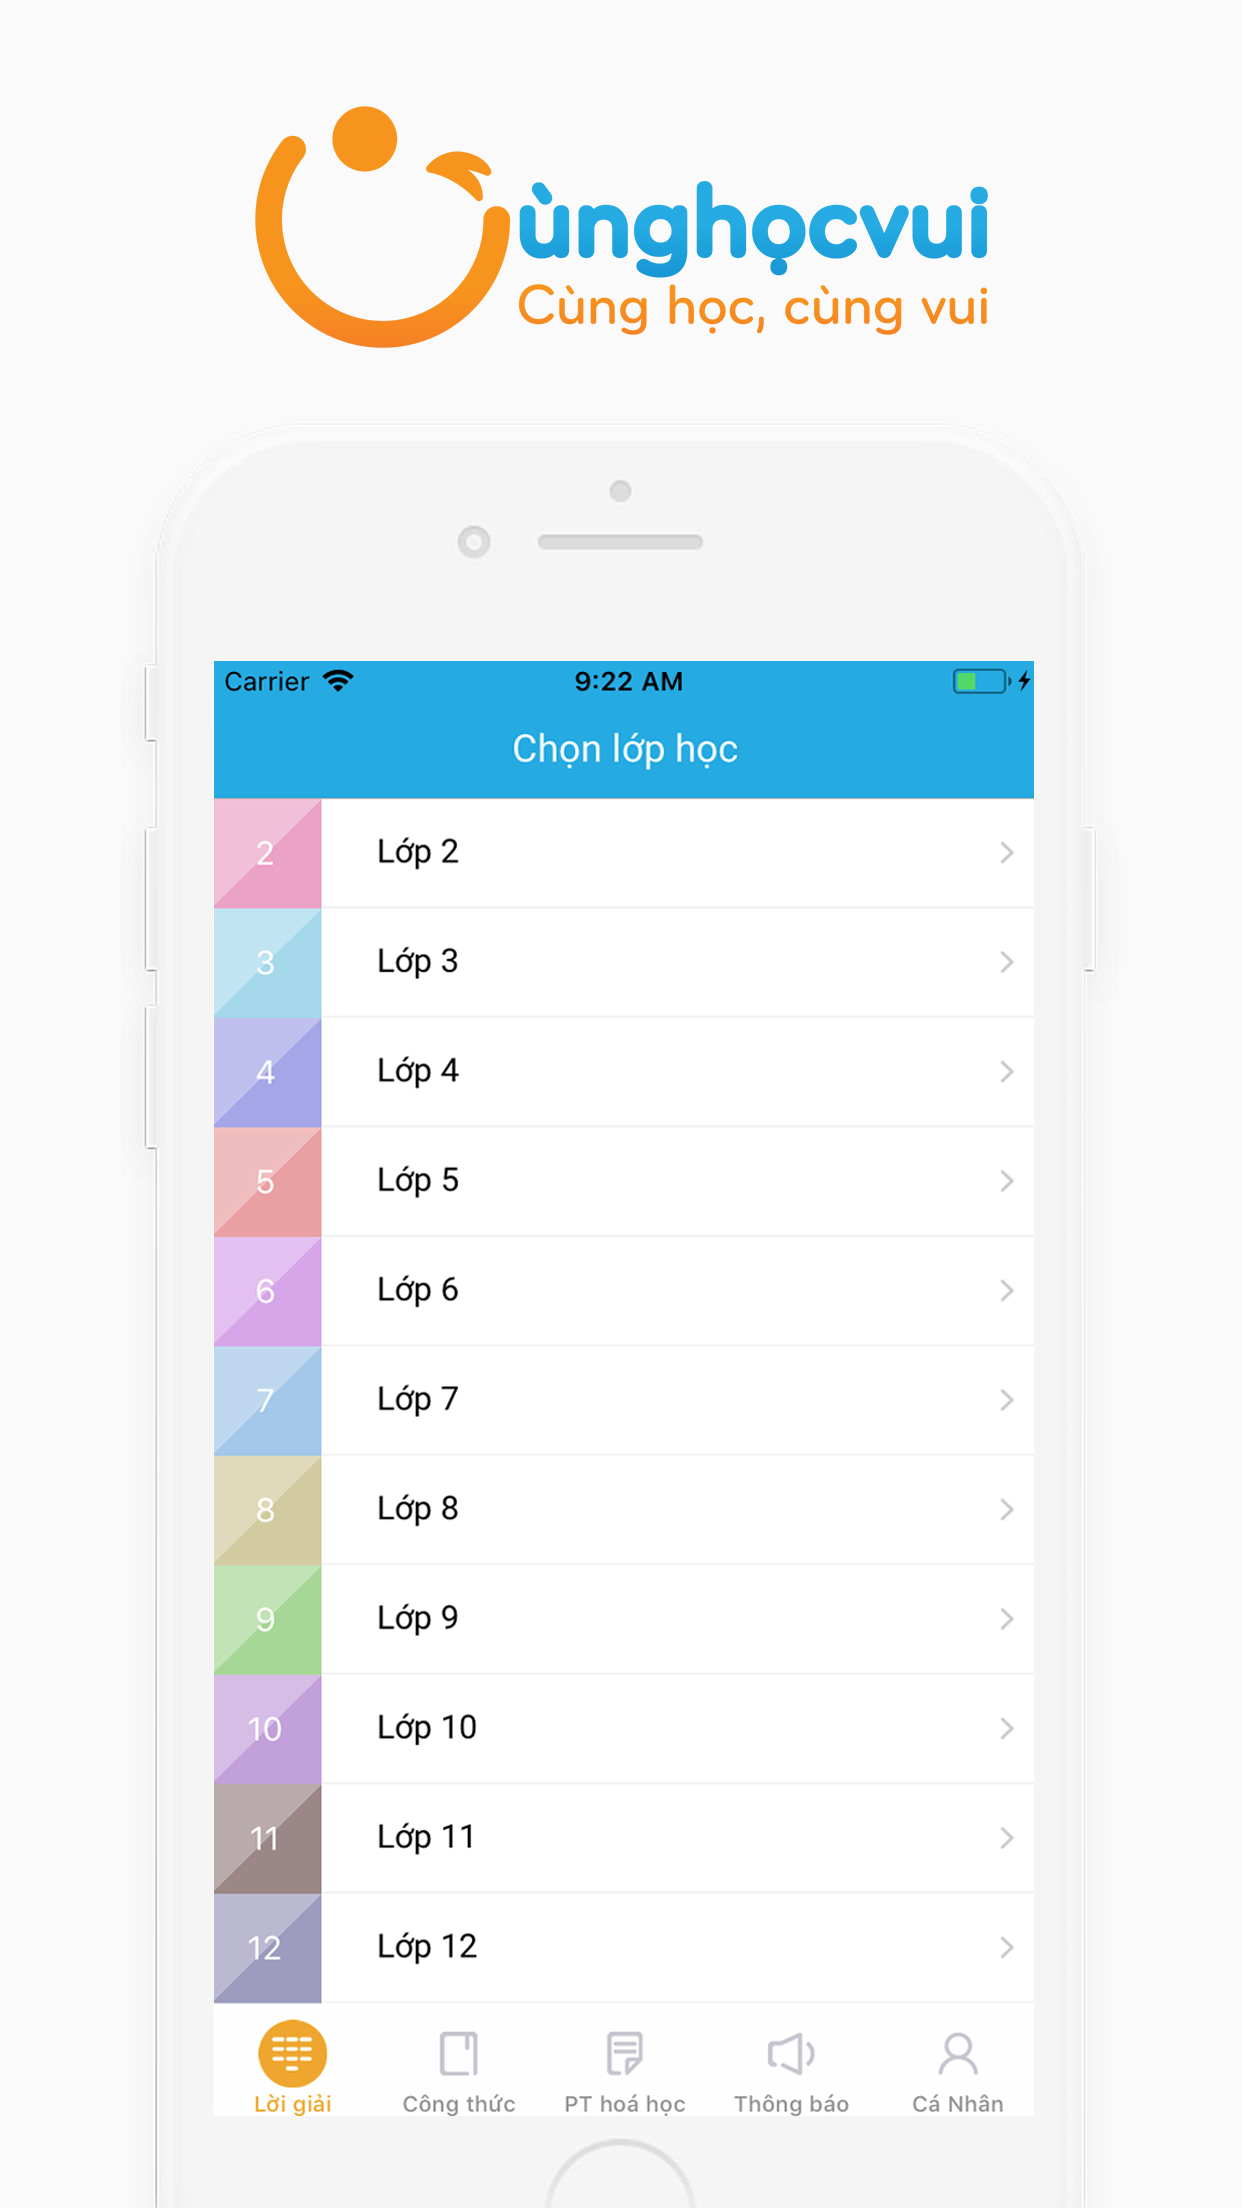 ùnghọcvui
Cùng học, cùng vui
Carrier 9:22 AM
Chọn lớp học
2 Lớp 2
3 Lớp 3
4 Lớp 4
5 Lớp 5
6 Lớp 6
7 Lớp 7
8 Lớp 8
9 Lớp 9
10 Lớp 10
11 Lớp 11
12 Lớp 12
Lời giải Công thức PT hoá học Thông báo Cá Nhân